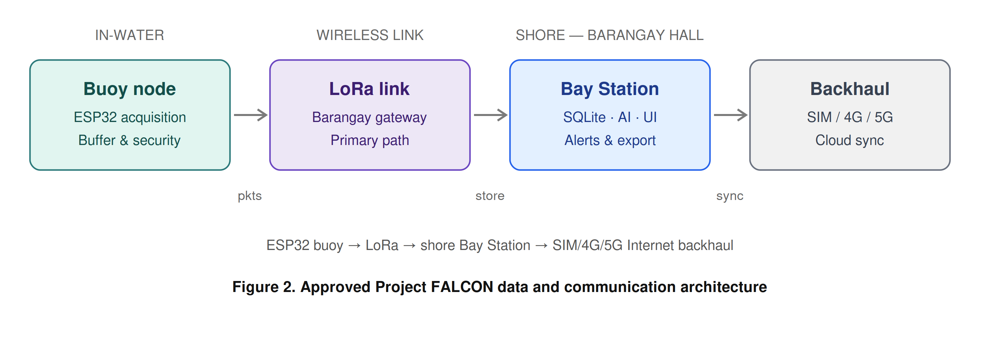 IN-WATER
WIRELESS LINK
SHORE — BARANGAY HALL
Buoy node
ESP32 acquisition
Buffer & security
LoRa link
Barangay gateway
Primary path
Bay Station
SQLite · AI · UI
Alerts & export
Backhaul
SIM / 4G / 5G
Cloud sync
pkts
store
sync
ESP32 buoy → LoRa → shore Bay Station → SIM/4G/5G Internet backhaul
Figure 2. Approved Project FALCON data and communication architecture